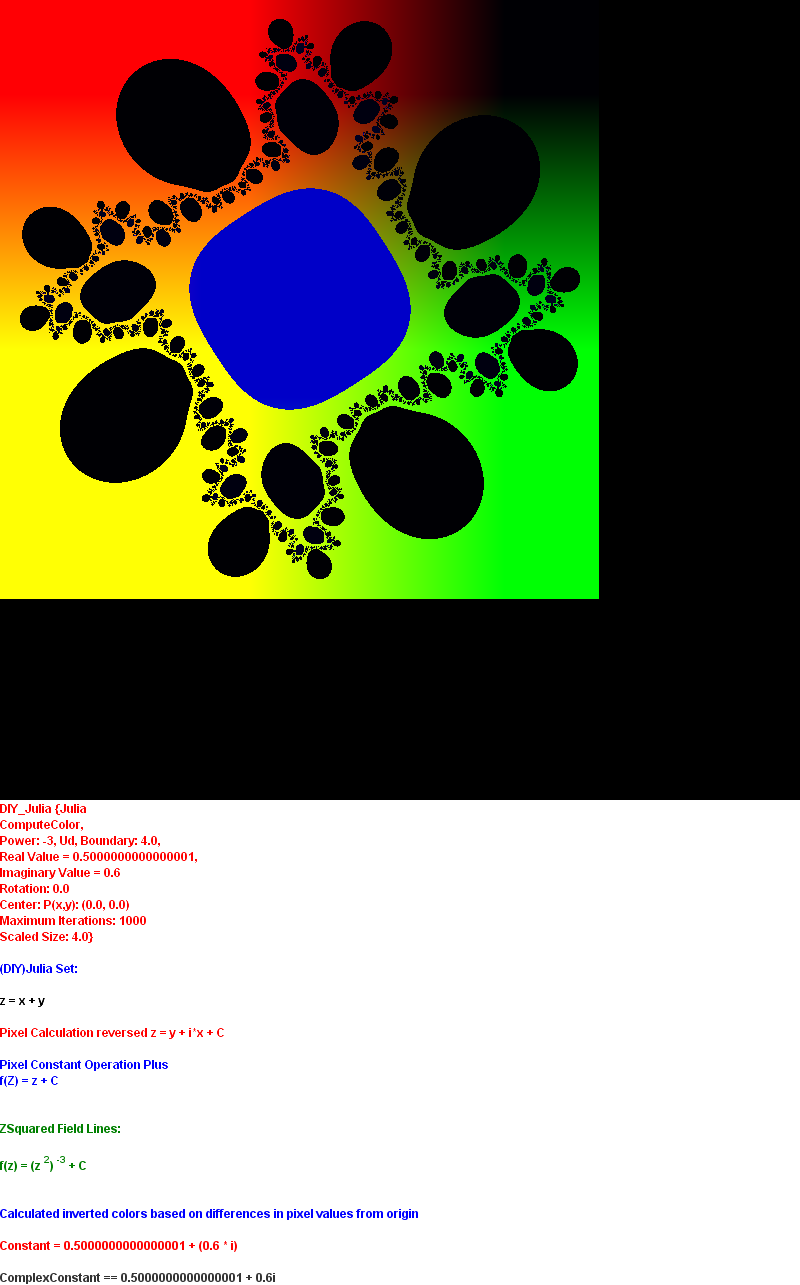 DIY_Julia {Julia
ComputeColor,
Power: -3, Ud, Boundary: 4.0,
Real Value = 0.5000000000000001,
Imaginary Value = 0.6
Rotation: 0.0
Center: P(x,y): (0.0, 0.0)
Maximum Iterations: 1000
Scaled Size: 4.0}
(DIY)Julia Set:
z = x + y
Pixel Calculation reversed z = y + i*x + C
Pixel Constant Operation Plus
f(Z) = z + C
ZSquared Field Lines:
f(z) = (z ²) ⁻³ + C
Calculated inverted colors based on differences in pixel values from origin
Constant = 0.5000000000000001 + (0.6 * i)
ComplexConstant == 0.5000000000000001 + 0.6i